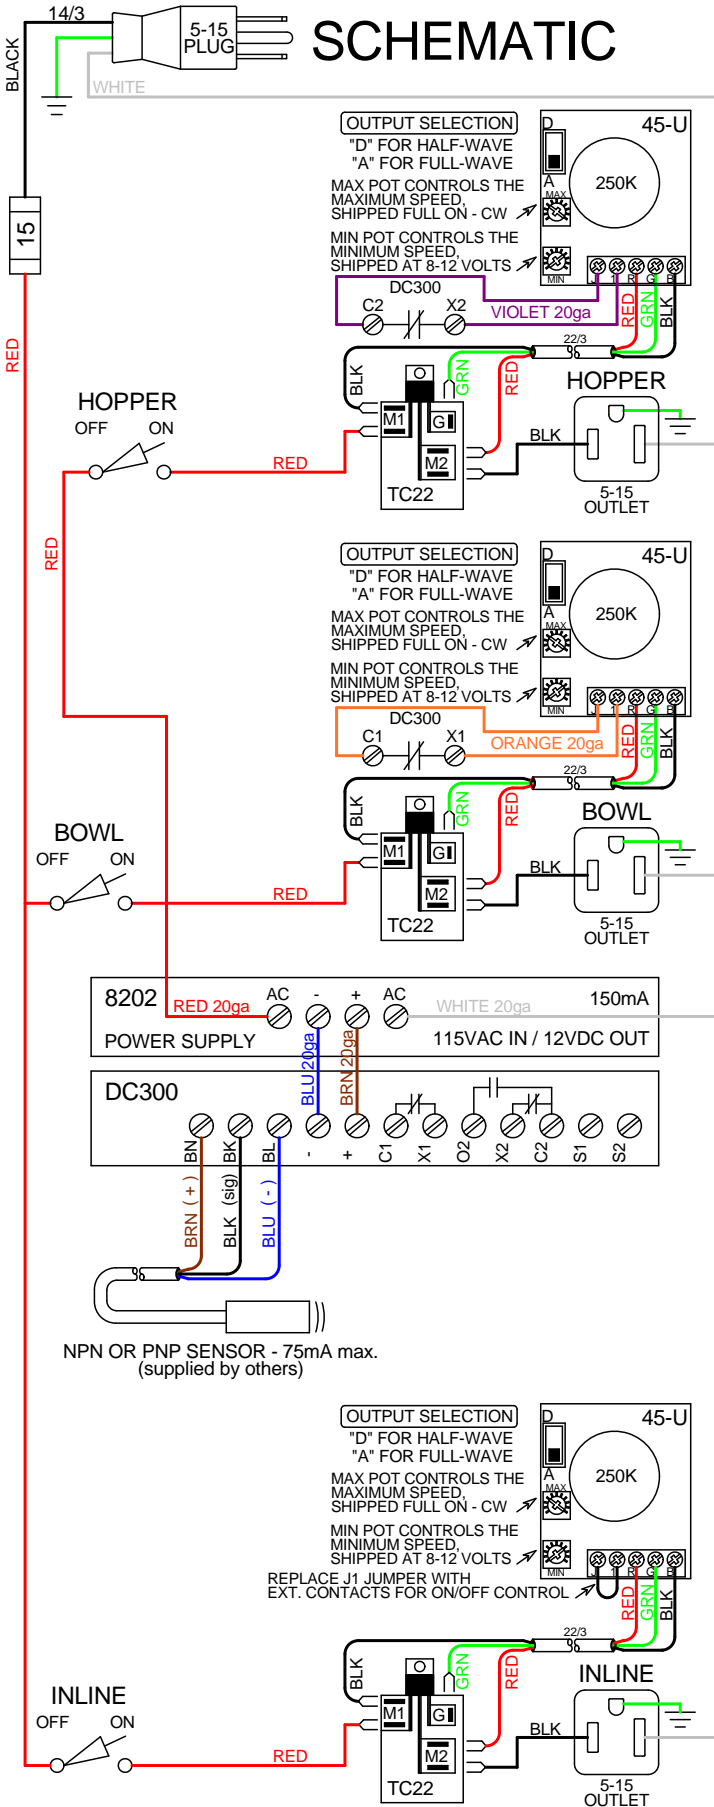 14/3
5-15
PLUG
SCHEMATIC
BLACK
WHITE
OUTPUT SELECTION
"D" FOR HALF-WAVE
"A" FOR FULL-WAVE
MAX POT CONTROLS THE
MAXIMUM SPEED,
SHIPPED FULL ON - CW
MIN POT CONTROLS THE
MINIMUM SPEED,
SHIPPED AT 8-12 VOLTS
D
45-U
A
MAX
250K
MIN
J 1 R G B
15
DC300
C2
X2
VIOLET 20ga
RED
GRN
BLK
22/3
RED
BLK
GRN
RED
HOPPER
HOPPER
OFF
ON
M1
G
M2
TC22
RED
BLK
5-15
OUTLET
RED
OUTPUT SELECTION
"D" FOR HALF-WAVE
"A" FOR FULL-WAVE
MAX POT CONTROLS THE
MAXIMUM SPEED,
SHIPPED FULL ON - CW
MIN POT CONTROLS THE
MINIMUM SPEED,
SHIPPED AT 8-12 VOLTS
D
45-U
A
MAX
250K
MIN
J 1 R G B
DC300
C1
X1
ORANGE 20ga
RED
GRN
BLK
22/3
BLK
GRN
RED
BOWL
BOWL
OFF
ON
M1
G
M2
TC22
RED
BLK
5-15
OUTLET
8202
RED 20ga
AC
-
+
AC
WHITE 20ga
150mA
POWER SUPPLY
115VAC IN / 12VDC OUT
BLU 20ga
BRN 20ga
DC300
BN
BK
BL
-
+
C1
X1
O2
X2
C2
S1
S2
BRN ( + )
BLK (sig)
BLU ( - )
NPN OR PNP SENSOR - 75mA max.
(supplied by others)
OUTPUT SELECTION
"D" FOR HALF-WAVE
"A" FOR FULL-WAVE
MAX POT CONTROLS THE
MAXIMUM SPEED,
SHIPPED FULL ON - CW
MIN POT CONTROLS THE
MINIMUM SPEED,
SHIPPED AT 8-12 VOLTS
D
45-U
A
MAX
250K
MIN
J 1 R G B
REPLACE J1 JUMPER WITH
EXT. CONTACTS FOR ON/OFF CONTROL
RED
GRN
BLK
22/3
BLK
GRN
RED
INLINE
INLINE
OFF
ON
M1
G
M2
TC22
RED
BLK
5-15
OUTLET